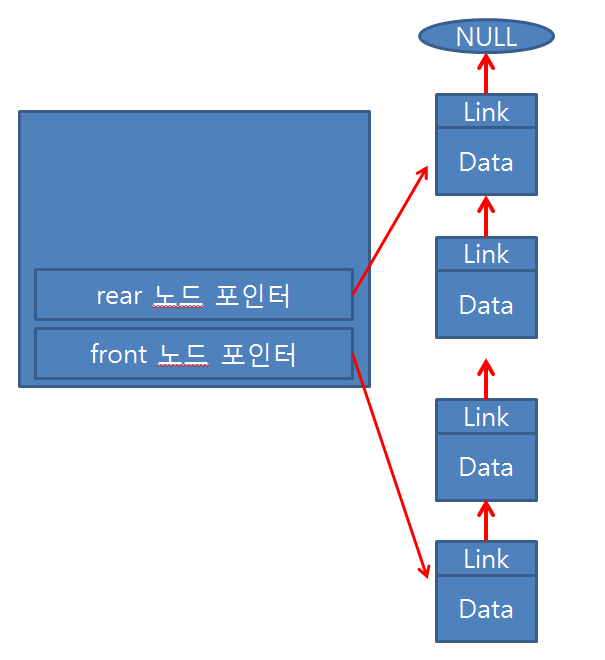 NULL
Link
Data
Link
Data
rear 노드 포인터
front 노드 포인터
Link
Data
Link
Data